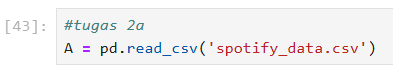 [43]: #tugas 2a
A = pd.read_csv('spotify_data.csv')